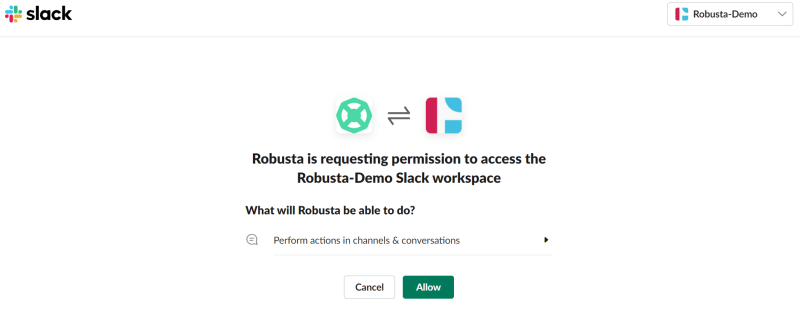 slack
Robusta-Demo
Robusta is requesting permission to access the
Robusta-Demo Slack workspace
What will Robusta be able to do?
Perform actions in channels & conversations
Cancel
Allow